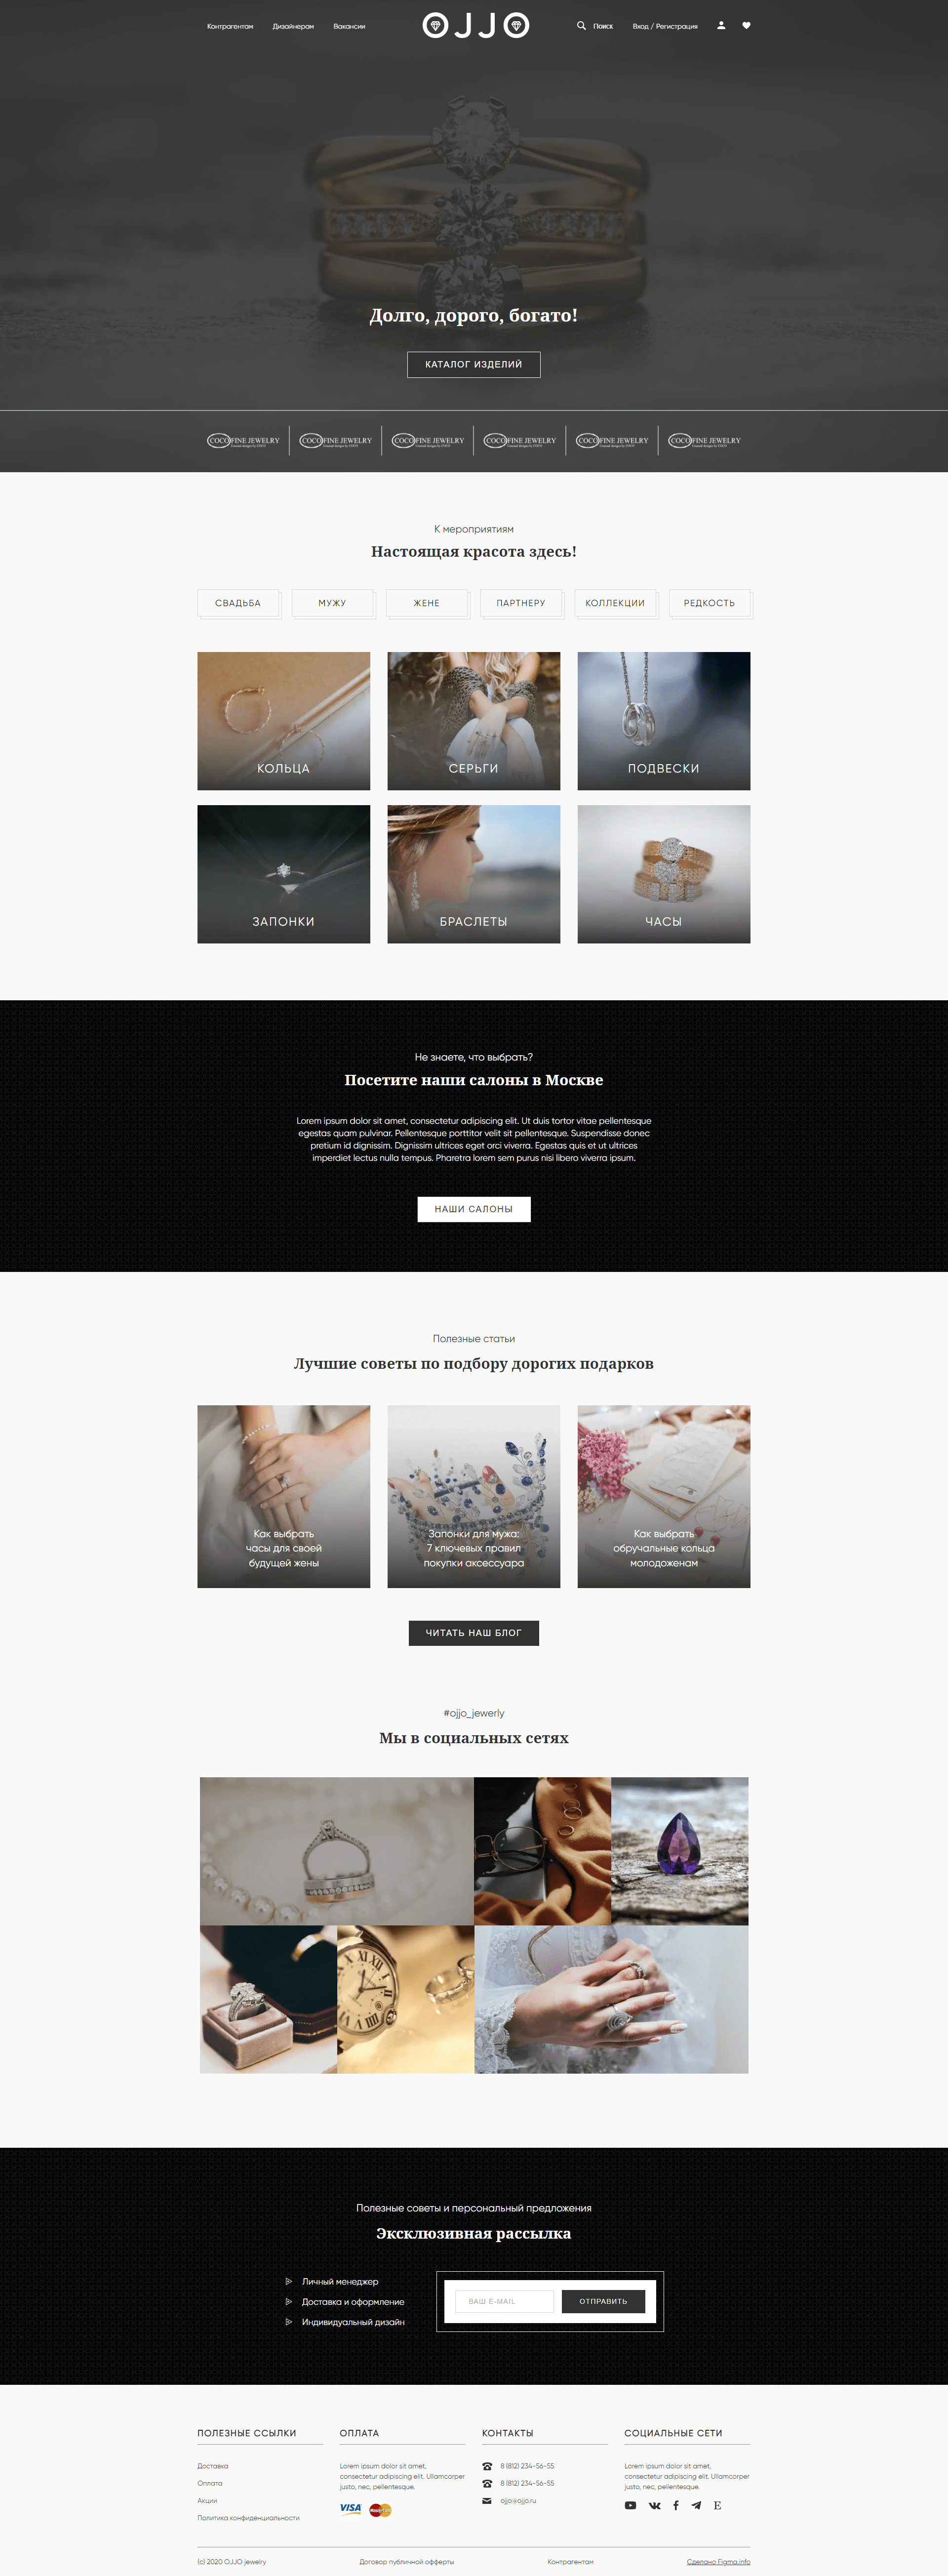 Контрагентам Дизайнерам Вакансии OJJO Поиск Вход / Регистрация
Долго, дорого, богато!
КАТАЛОГ ИЗДЕЛИЙ
COCO FINE JEWELRY COCO FINE JEWELRY COCO FINE JEWELRY COCO FINE JEWELRY COCO FINE JEWELRY COCO FINE JEWELRY
К мероприятиям
Настоящая красота здесь!
СВАДЬБА МУЖУ ЖЕНЕ ПАРТНЕРУ КОЛЛЕКЦИИ РЕДКОСТЬ
КОЛЬЦА СЕРЬГИ ПОДВЕСКИ
ЗАПОНКИ БРАСЛЕТЫ ЧАСЫ
Не знаете, что выбрать?
Посетите наши салоны в Москве
Lorem ipsum dolor sit amet, consectetur adipiscing elit. Ut duis tortor vitae pellentesque
egestas quam pulvinar. Pellentesque porttitor velit sit pellentesque. Suspendisse donec
pretium id dignissim. Dignissim ultrices eget orci viverra. Egestas quis et ut ultrices
imperdiet lectus nulla tempus. Pharetra lorem sem purus nisi libero viverra ipsum.
НАШИ САЛОНЫ
Полезные статьи
Лучшие советы по подбору дорогих подарков
Как выбрать
часы для своей
будущей жены
Запонки для мужа:
7 ключевых правил
покупки аксессуара
Как выбрать
обручальные кольца
молодоженам
ЧИТАТЬ НАШ БЛОГ
#ojjo_jewerly
Мы в социальных сетях
Полезные советы и персональный предложения
Эксклюзивная рассылка
Личный менеджер
Доставка и оформление
Индивидуальный дизайн
ВАШ E-MAIL ОТПРАВИТЬ
ПОЛЕЗНЫЕ ССЫЛКИ
Доставка
Оплата
Акции
Политика конфиденциальности
ОПЛАТА
Lorem ipsum dolor sit amet,
consectetur adipiscing elit. Ullamcorper
justo, nec, pellentesque.
VISA MasterCard
КОНТАКТЫ
8 (812) 234-56-55
8 (812) 234-56-55
ojjo@ojjo.ru
СОЦИАЛЬНЫЕ СЕТИ
Lorem ipsum dolor sit amet,
consectetur adipiscing elit. Ullamcorper
justo, nec, pellentesque.
(c) 2020 OJJO jewelry Договор публичной офферты Контрагентам Сделано Figma.info